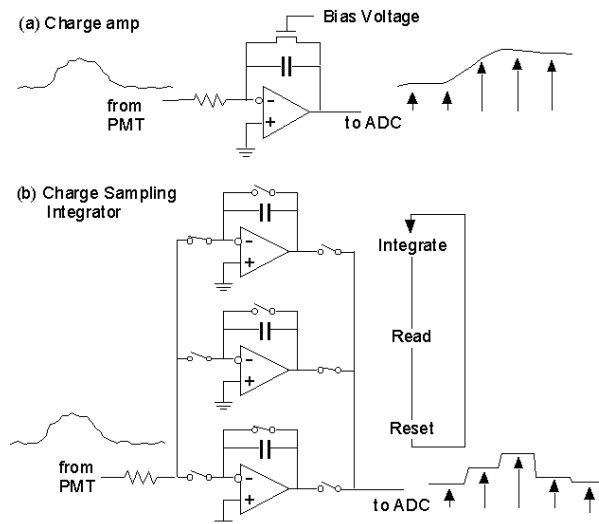 (a) Charge amp
Bias Voltage
from
PMT
-
+
to ADC
(b) Charge Sampling
Integrator
-
+
Integrate
-
+
Read
Reset
from
PMT
-
+
to ADC